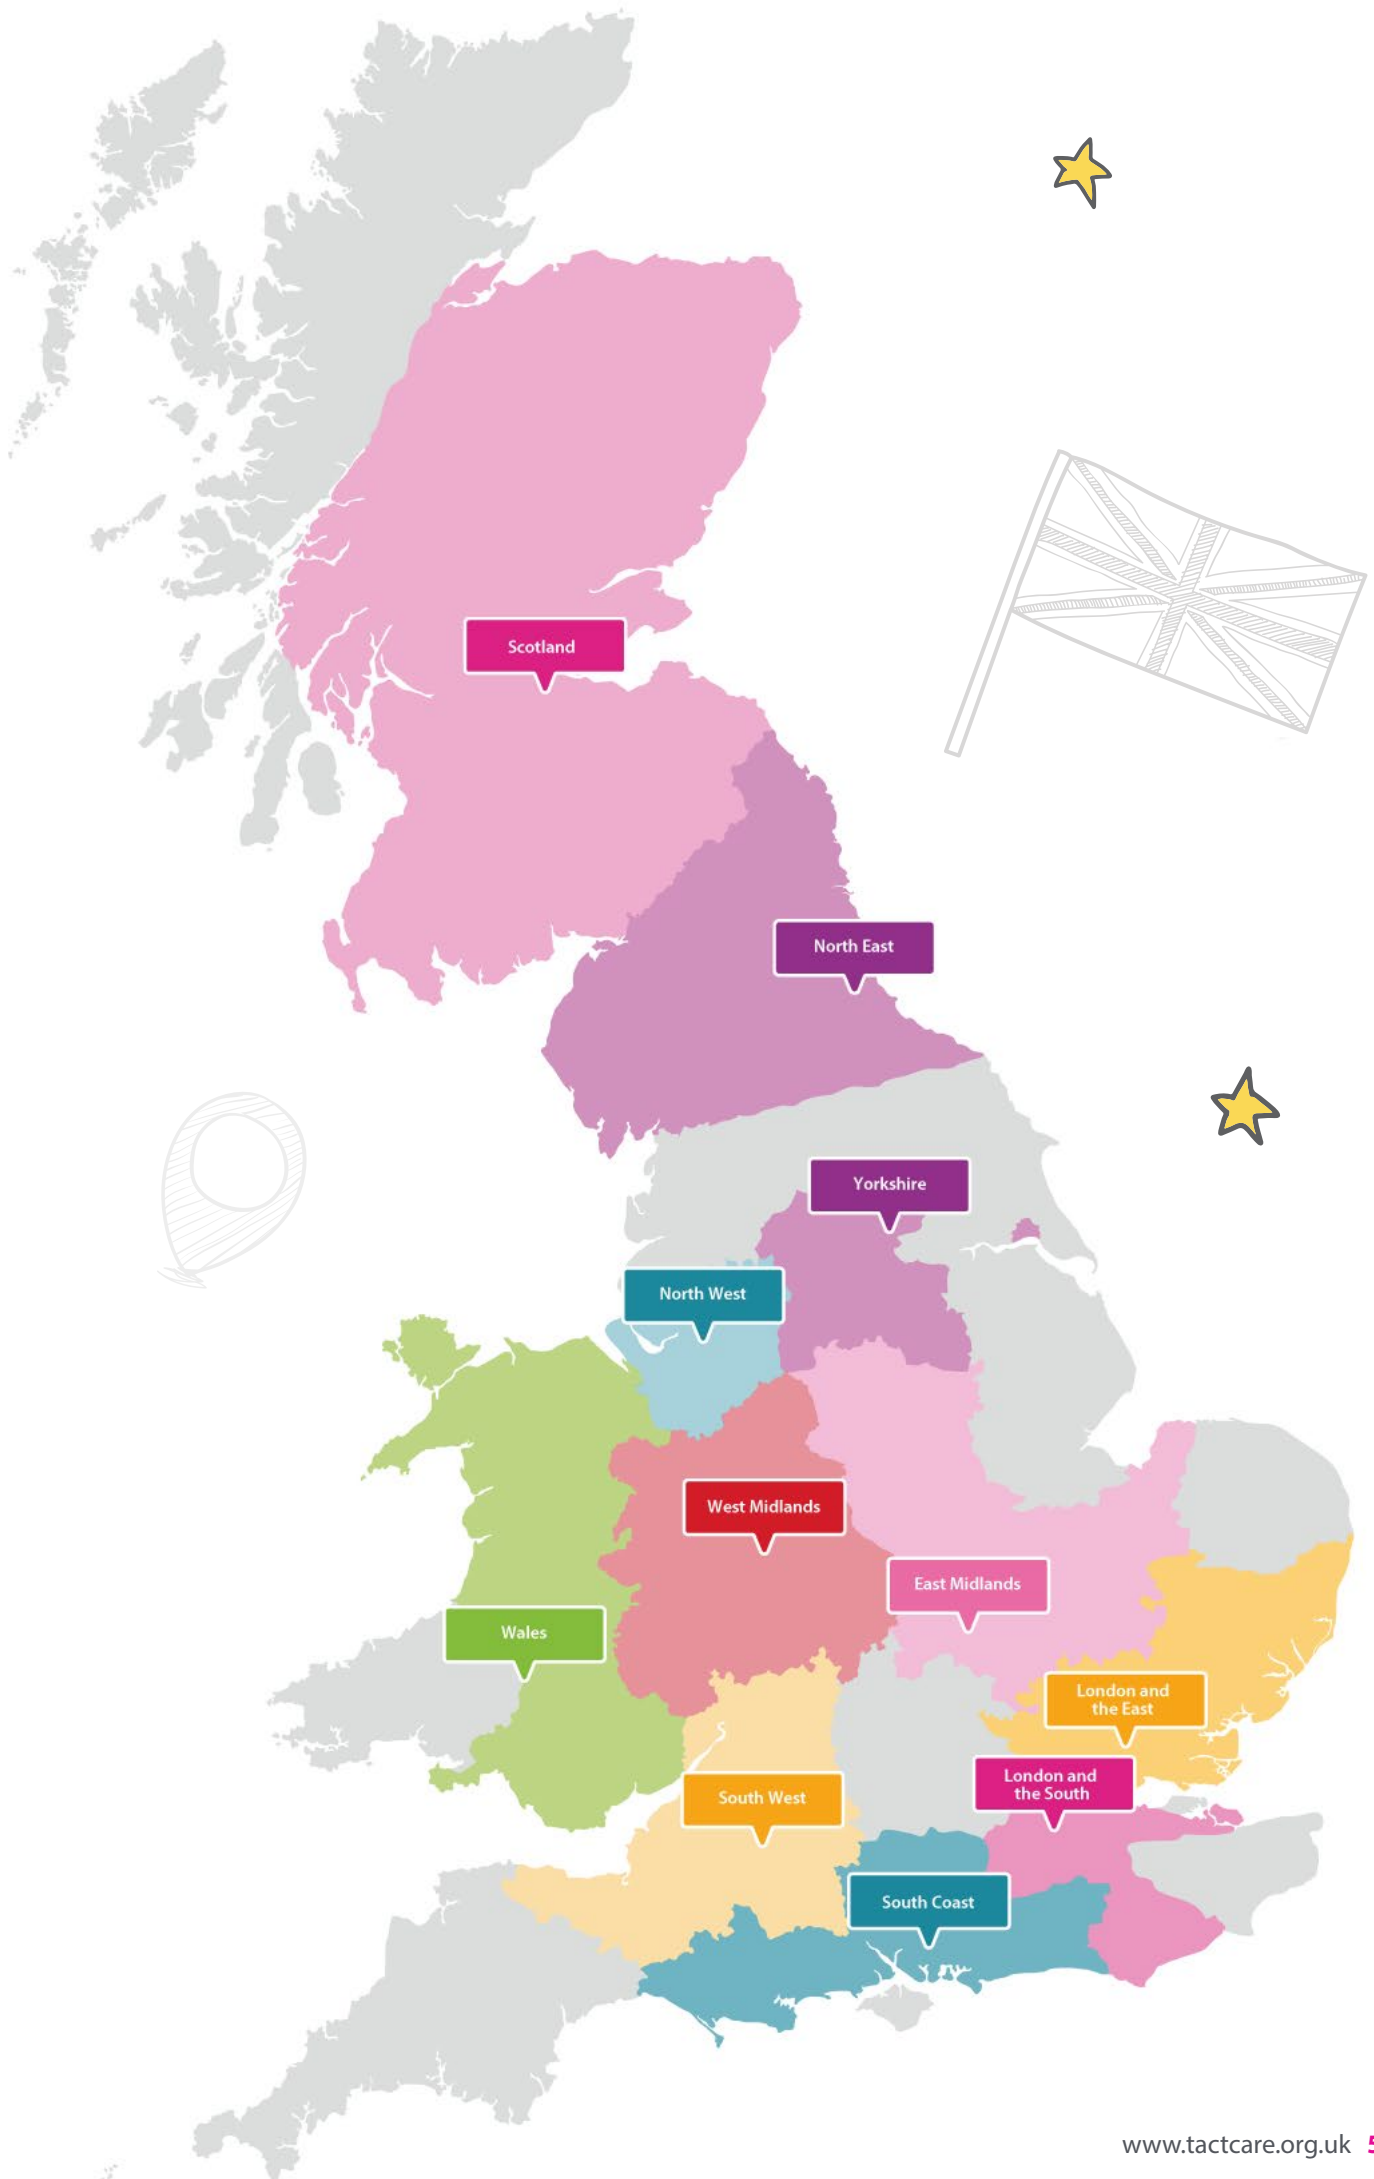 Scotland
North East
Yorkshire
North West
West Midlands
East Midlands
Wales
London and
the East
London and
the South
South West
South Coast
www.tactcare.org.uk 5